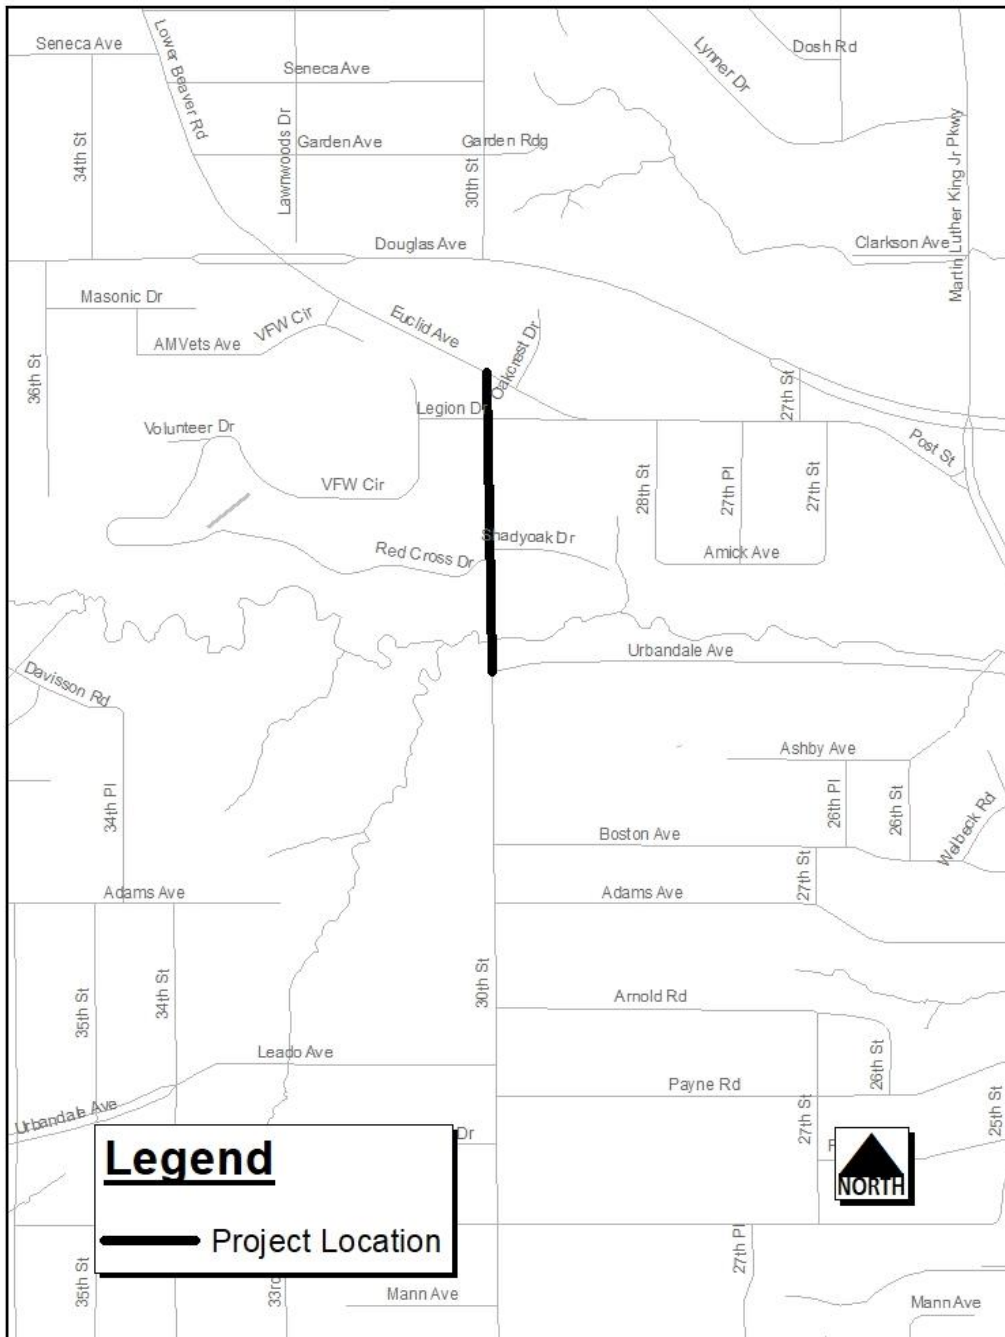 Seneca Ave
Lower Beaver Rd
Seneca Ave
Lynner Dr
Dosh Rd
34th St
Lawnwoods Dr
Garden Ave
Garden Rdg
30th St
Martin Luther King Jr Pkwy
Douglas Ave
Clarkson Ave
Masonic Dr
VFW Cir
Euclid Ave
AMVets Ave
Oakcrest Dr
36th St
27th St
Legion Dr
Volunteer Dr
Post St
VFW Cir
28th St
27th Pl
27th St
Shadyoak Dr
Red Cross Dr
Amick Ave
Urbandale Ave
Davisson Rd
Ashby Ave
34th Pl
26th Pl
26th St
Boston Ave
Welbeck Rd
27th St
Adams Ave
Adams Ave
30th St
35th St
34th St
Arnold Rd
Leado Ave
26th St
Payne Rd
Urbandale Ave
27th St
25th St
Dr
Legend
NORTH
Project Location
27th Pl
35th St
33rd
Mann Ave
Mann Ave